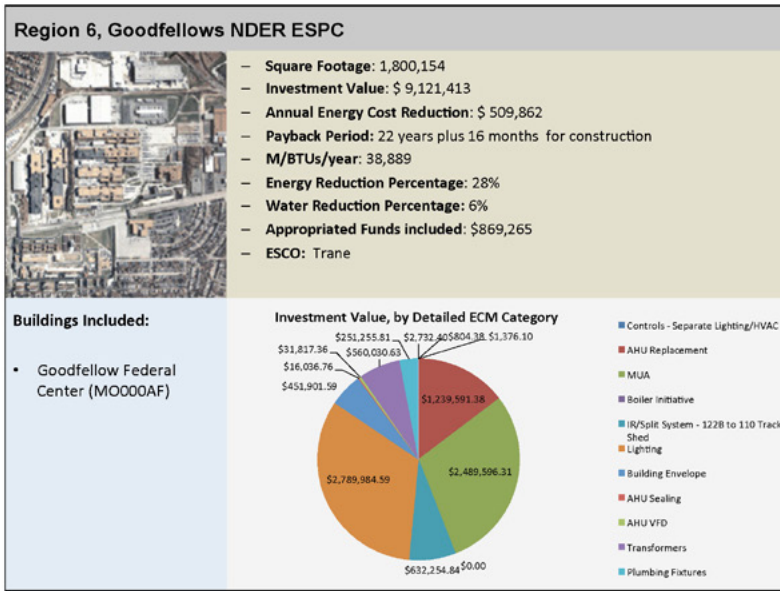 Region 6, Goodfellows NDER ESPC
– Square Footage: 1,800,154
– Investment Value: $ 9,121,413
– Annual Energy Cost Reduction: $ 509,862
– Payback Period: 22 years plus 16 months for construction
– M/BTUs/year: 38,889
– Energy Reduction Percentage: 28%
– Water Reduction Percentage: 6%
– Appropriated Funds included: $869,265
– ESCO: Trane
Buildings Included:
• Goodfellow Federal
Center (MO000AF)
Investment Value, by Detailed ECM Category
$251,255.81
$2,732.40
$804.38
$1,376.10
$31,817.36
$560,030.63
$16,036.76
$451,901.59
$1,239,591.38
$2,489,596.31
$2,789,984.59
$632,254.84
$0.00
Controls - Separate Lighting/HVAC
AHU Replacement
MUA
Boiler Initiative
IR/Split System - 122B to 110 Track
Shed
Lighting
Building Envelope
AHU Sealing
AHU VFD
Transformers
Plumbing Fixtures